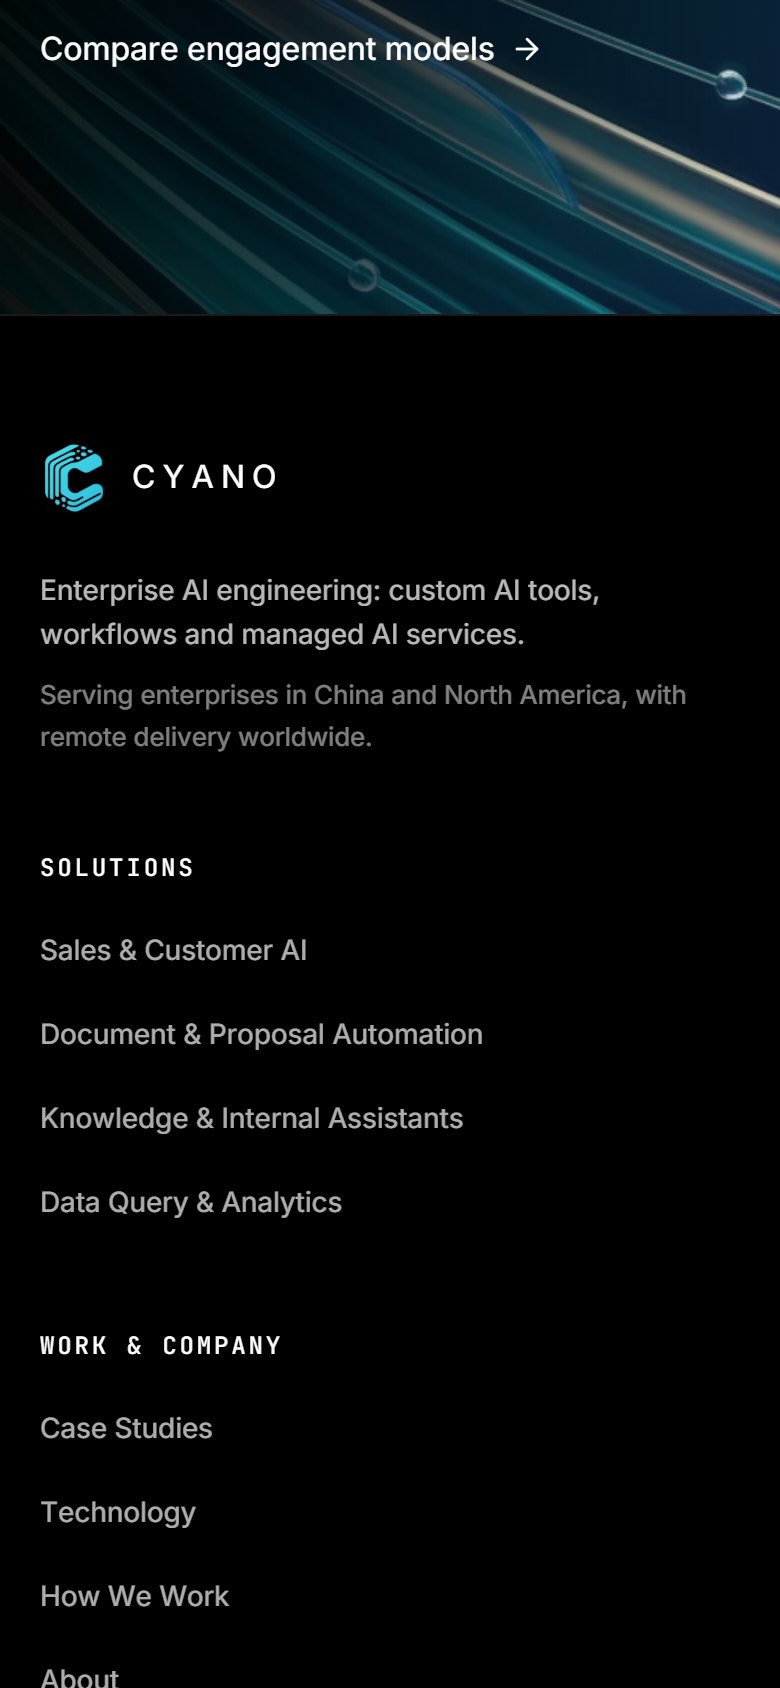 Compare engagement models →
CYANO
Enterprise AI engineering: custom AI tools,
workflows and managed AI services.
Serving enterprises in China and North America, with
remote delivery worldwide.
SOLUTIONS
Sales & Customer AI
Document & Proposal Automation
Knowledge & Internal Assistants
Data Query & Analytics
WORK & COMPANY
Case Studies
Technology
How We Work
About